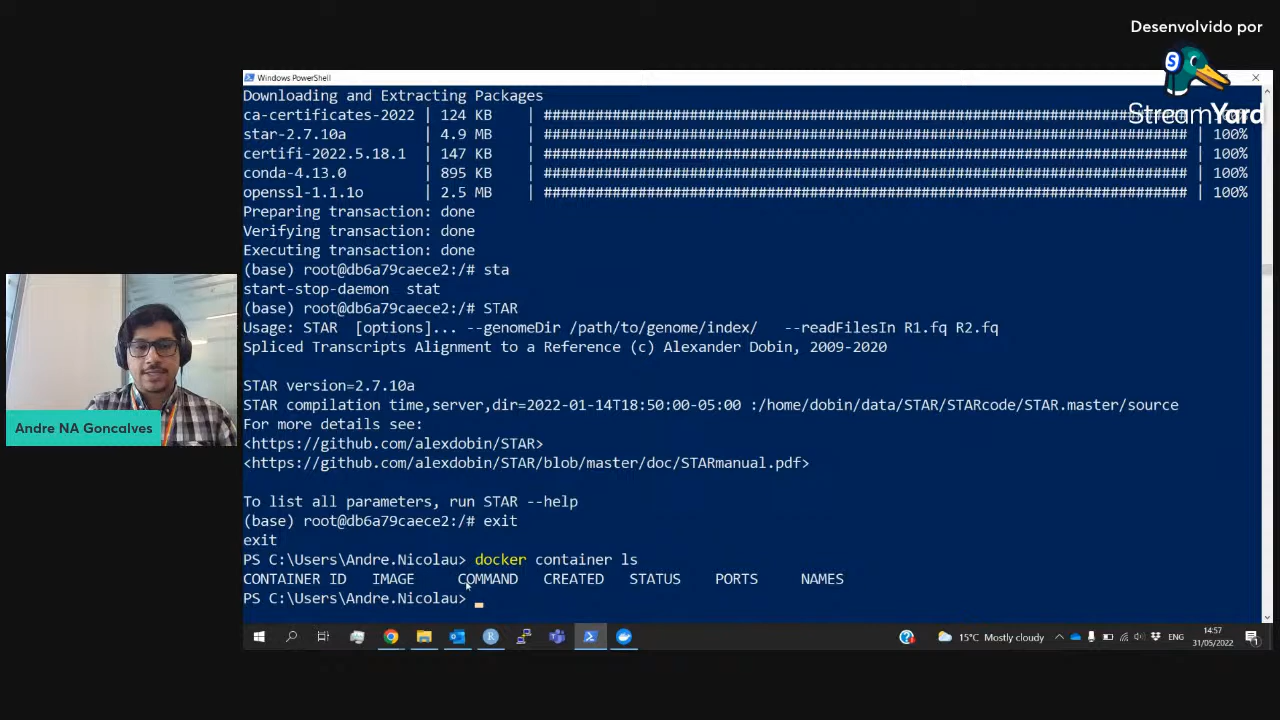 Desenvolvido por
StreamYard
Windows PowerShell
Downloading and Extracting Packages
ca-certificates-2022 | 124 KB | ################################################################### | 100%
star-2.7.10a | 4.9 MB | ################################################################### | 100%
certifi-2022.5.18.1 | 147 KB | ################################################################### | 100%
conda-4.13.0 | 895 KB | ################################################################### | 100%
openssl-1.1.1o | 2.5 MB | ################################################################### | 100%
Preparing transaction: done
Verifying transaction: done
Executing transaction: done
(base) root@db6a79caece2:/# sta
start-stop-daemon stat
(base) root@db6a79caece2:/# STAR
Usage: STAR [options]... --genomeDir /path/to/genome/index/ --readFilesIn R1.fq R2.fq
Spliced Transcripts Alignment to a Reference (c) Alexander Dobin, 2009-2020
STAR version=2.7.10a
STAR compilation time,server,dir=2022-01-14T18:50:00-05:00 :/home/dobin/data/STAR/STARcode/STAR.master/source
For more details see:
<https://github.com/alexdobin/STAR>
<https://github.com/alexdobin/STAR/blob/master/doc/STARmanual.pdf>
To list all parameters, run STAR --help
(base) root@db6a79caece2:/# exit
exit
PS C:\Users\Andre.Nicolau> docker container ls
CONTAINER ID IMAGE COMMAND CREATED STATUS PORTS NAMES
PS C:\Users\Andre.Nicolau>
Andre NA Goncalves
15°C Mostly cloudy
ENG
14:57
31/05/2022